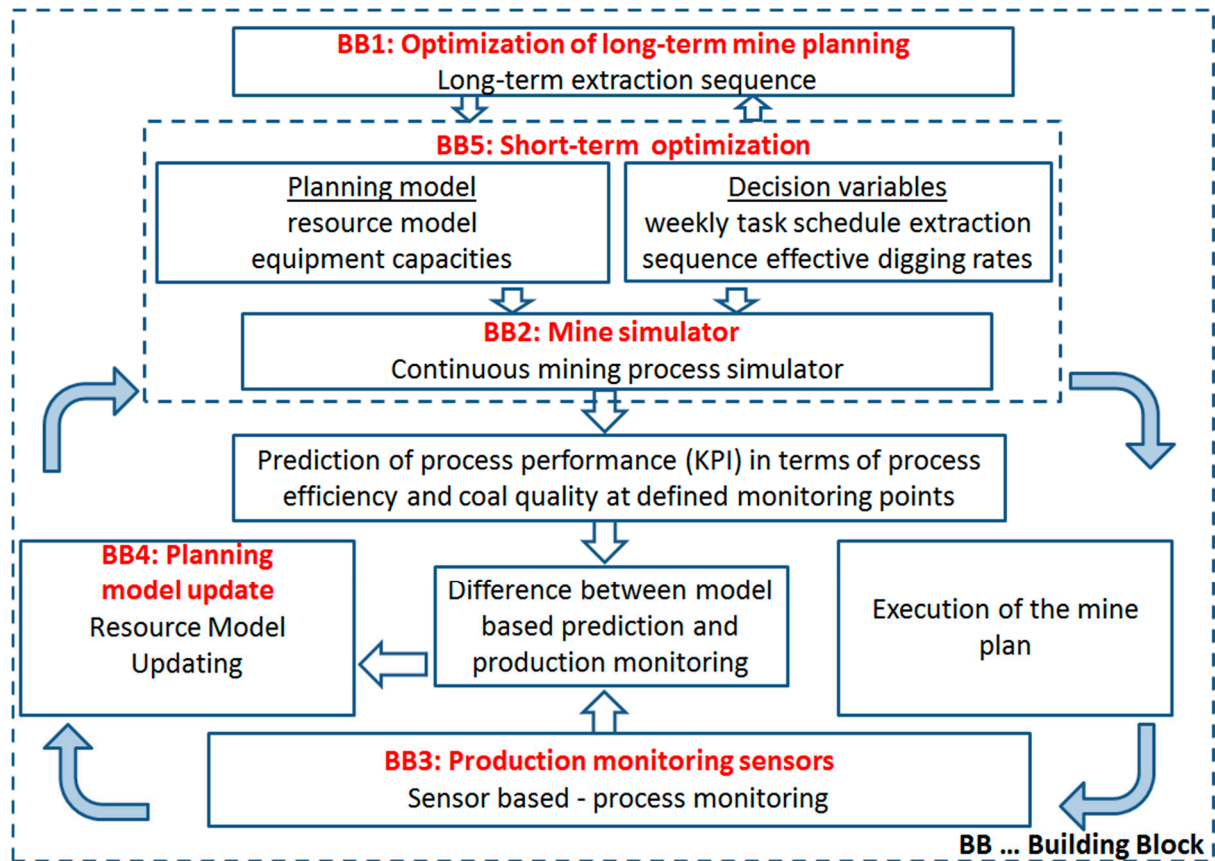 BB1: Optimization of long-term mine planning
Long-term extraction sequence
BB5: Short-term optimization
Planning model
resource model
equipment capacities
Decision variables
weekly task schedule extraction
sequence effective digging rates
BB2: Mine simulator
Continuous mining process simulator
Prediction of process performance (KPI) in terms of process
efficiency and coal quality at defined monitoring points
BB4: Planning
model update
Resource Model
Updating
Difference between model
based prediction and
production monitoring
Execution of the mine
plan
BB3: Production monitoring sensors
Sensor based - process monitoring
BB ... Building Block